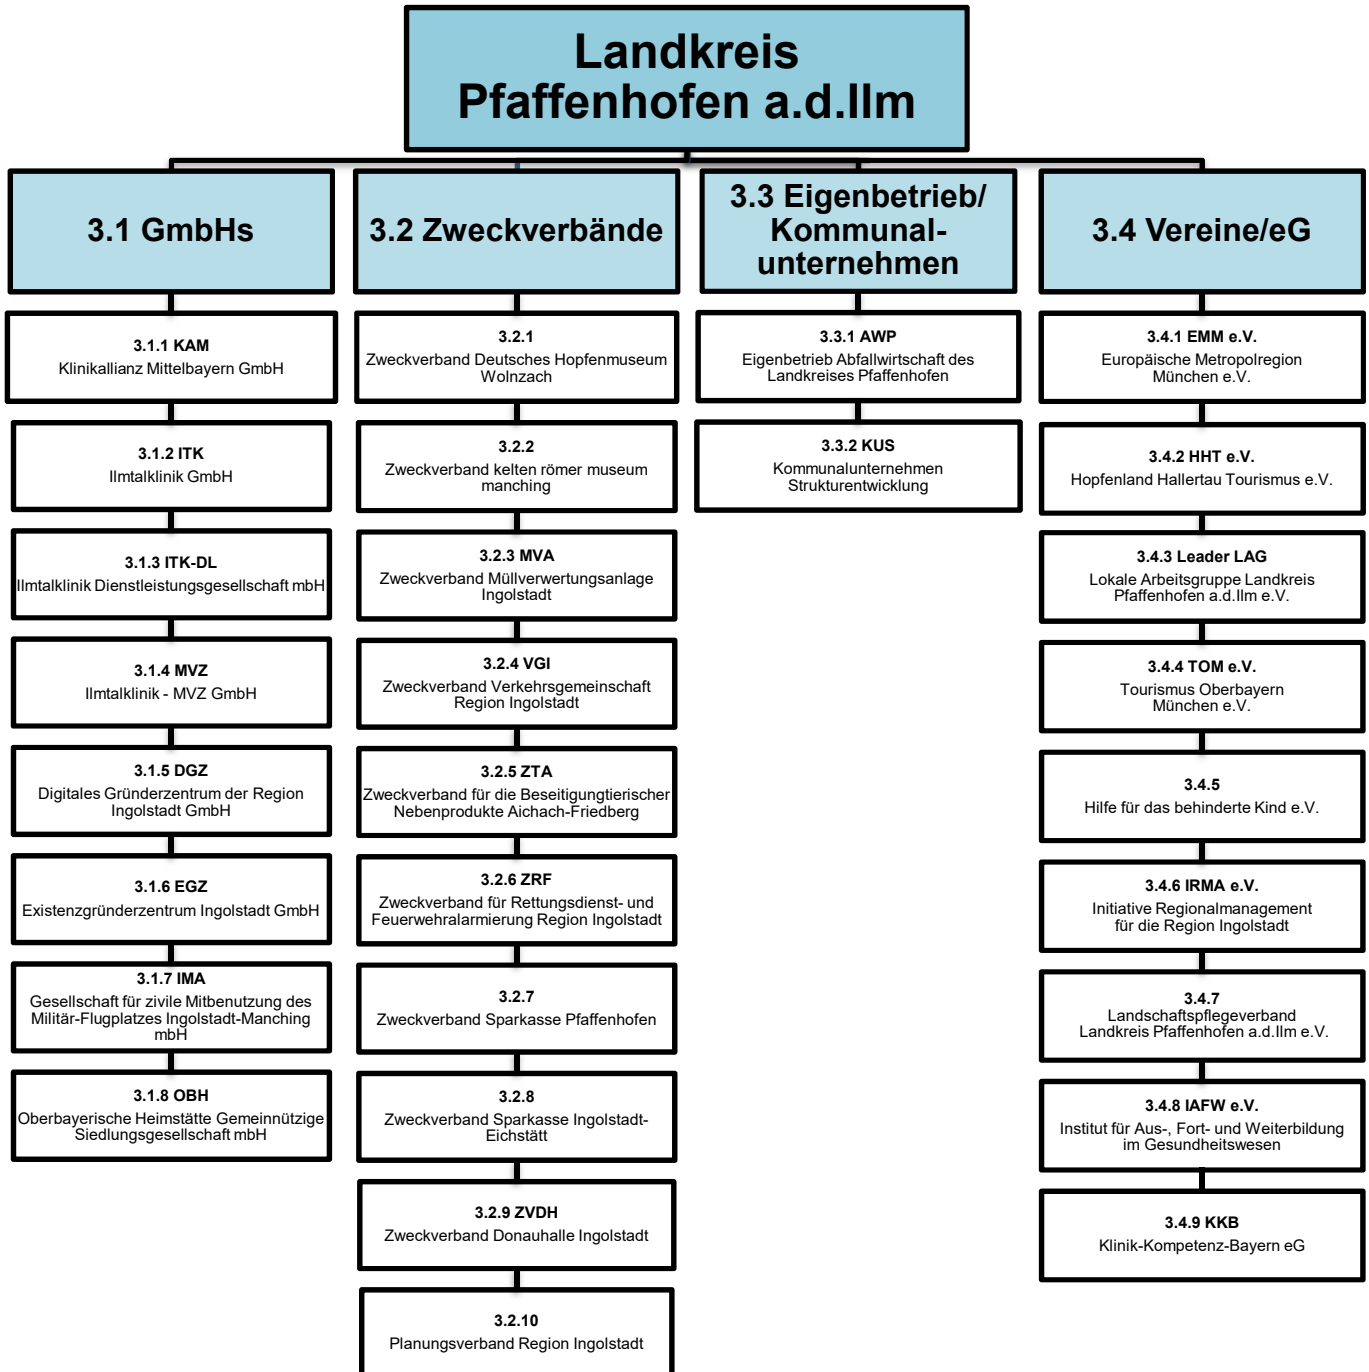 Landkreis
Pfaffenhofen a.d.Ilm
3.1 GmbHs
3.1.1 KAM
Klinikallianz Mittelbayern GmbH
3.1.2 ITK
Ilmtalklinik GmbH
3.1.3 ITK-DL
Ilmtalklinik Dienstleistungsgesellschaft mbH
3.1.4 MVZ
Ilmtalklinik - MVZ GmbH
3.1.5 DGZ
Digitales Gründerzentrum der Region
Ingolstadt GmbH
3.1.6 EGZ
Existenzgründerzentrum Ingolstadt GmbH
3.1.7 IMA
Gesellschaft für zivile Mitbenutzung des
Militär-Flugplatzes Ingolstadt-Manching
mbH
3.1.8 OBH
Oberbayerische Heimstätte Gemeinnützige
Siedlungsgesellschaft mbH
3.2 Zweckverbände
3.2.1
Zweckverband Deutsches Hopfenmuseum
Wolnzach
3.2.2
Zweckverband kelten römer museum
manching
3.2.3 MVA
Zweckverband Müllverwertungsanlage
Ingolstadt
3.2.4 VGI
Zweckverband Verkehrsgemeinschaft
Region Ingolstadt
3.2.5 ZTA
Zweckverband für die Beseitigungtierischer
Nebenprodukte Aichach-Friedberg
3.2.6 ZRF
Zweckverband für Rettungsdienst- und
Feuerwehralarmierung Region Ingolstadt
3.2.7
Zweckverband Sparkasse Pfaffenhofen
3.2.8
Zweckverband Sparkasse Ingolstadt-
Eichstätt
3.2.9 ZVDH
Zweckverband Donauhalle Ingolstadt
3.2.10
Planungsverband Region Ingolstadt
3.3 Eigenbetrieb/
Kommunal-
unternehmen
3.3.1 AWP
Eigenbetrieb Abfallwirtschaft des
Landkreises Pfaffenhofen
3.3.2 KUS
Kommunalunternehmen
Strukturentwicklung
3.4 Vereine/eG
3.4.1 EMM e.V.
Europäische Metropolregion
München e.V.
3.4.2 HHT e.V.
Hopfenland Hallertau Tourismus e.V.
3.4.3 Leader LAG
Lokale Arbeitsgruppe Landkreis
Pfaffenhofen a.d.Ilm e.V.
3.4.4 TOM e.V.
Tourismus Oberbayern
München e.V.
3.4.5
Hilfe für das behinderte Kind e.V.
3.4.6 IRMA e.V.
Initiative Regionalmanagement
für die Region Ingolstadt
3.4.7
Landschaftspflegeverband
Landkreis Pfaffenhofen a.d.Ilm e.V.
3.4.8 IAFW e.V.
Institut für Aus-, Fort- und Weiterbildung
im Gesundheitswesen
3.4.9 KKB
Klinik-Kompetenz-Bayern eG